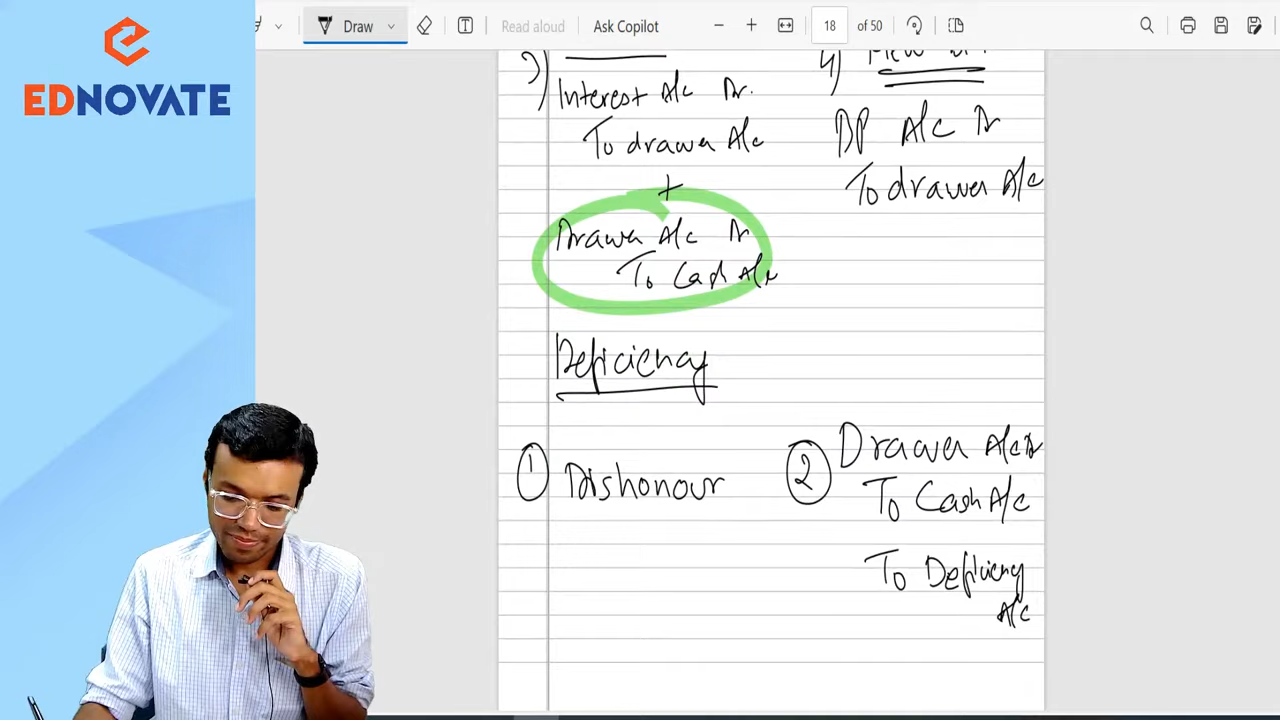 EDNOVATE
Draw
Read aloud
Ask Copilot
18 of 50
3)
Interest A/c Dr.
To drawer A/c
+
Drawer A/c Dr
To Cash A/c
4)
BP A/c Dr
To drawer A/c
Deficiency
① Dishonour
② Drawer A/c Dr
To Cash A/c
To Deficiency
A/c